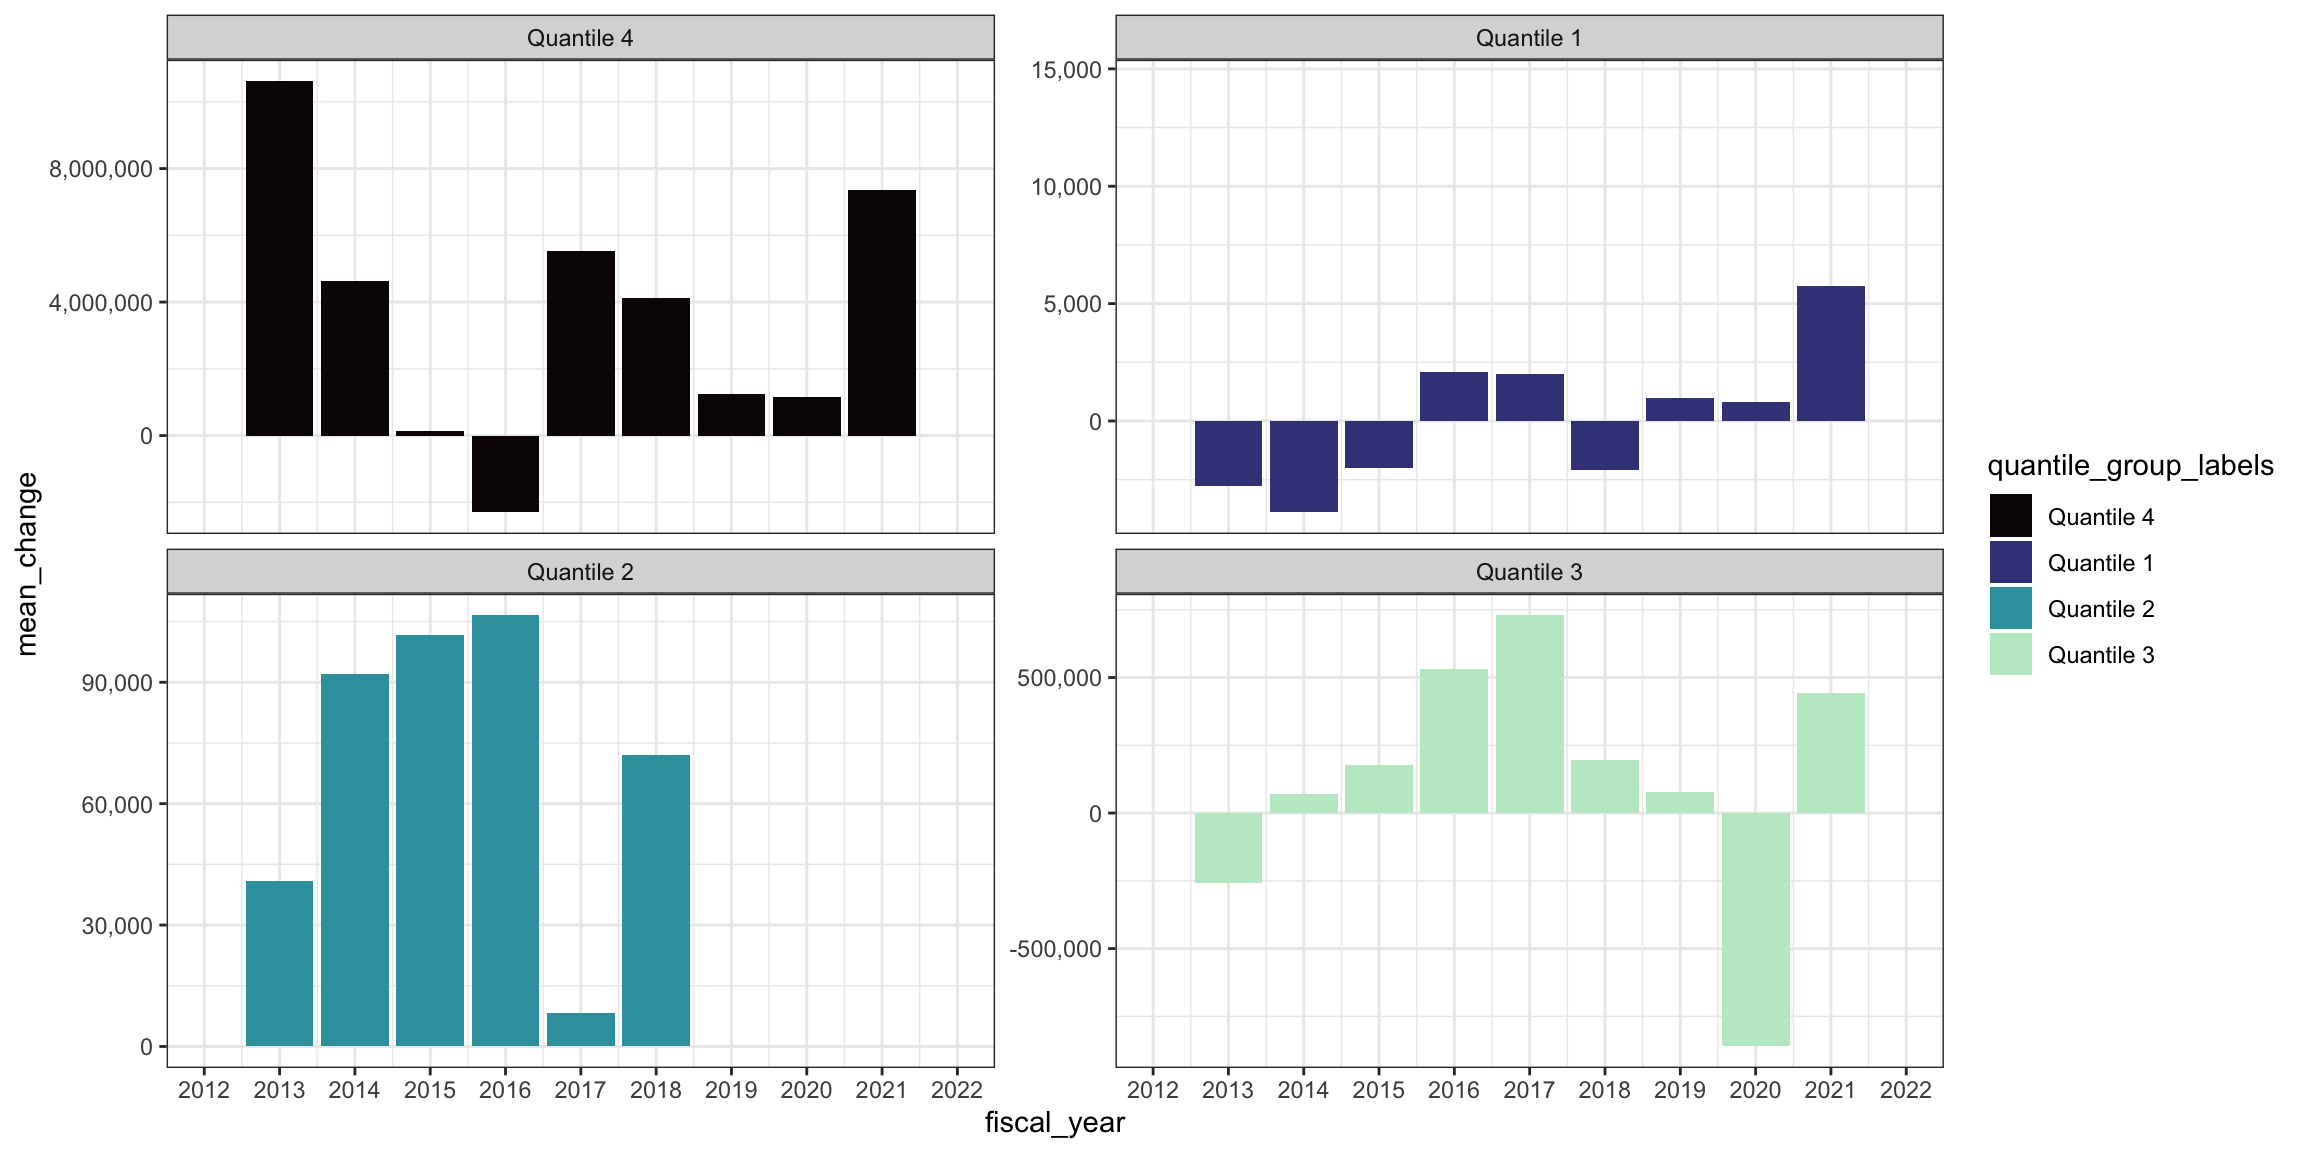 Quantile 4
Quantile 1
8,000,000
4,000,000
0
15,000
10,000
5,000
0
mean_change
Quantile 2
Quantile 3
90,000
60,000
30,000
0
500,000
0
-500,000
2012 2013 2014 2015 2016 2017 2018 2019 2020 2021 2022
2012 2013 2014 2015 2016 2017 2018 2019 2020 2021 2022
fiscal_year
quantile_group_labels
Quantile 4
Quantile 1
Quantile 2
Quantile 3